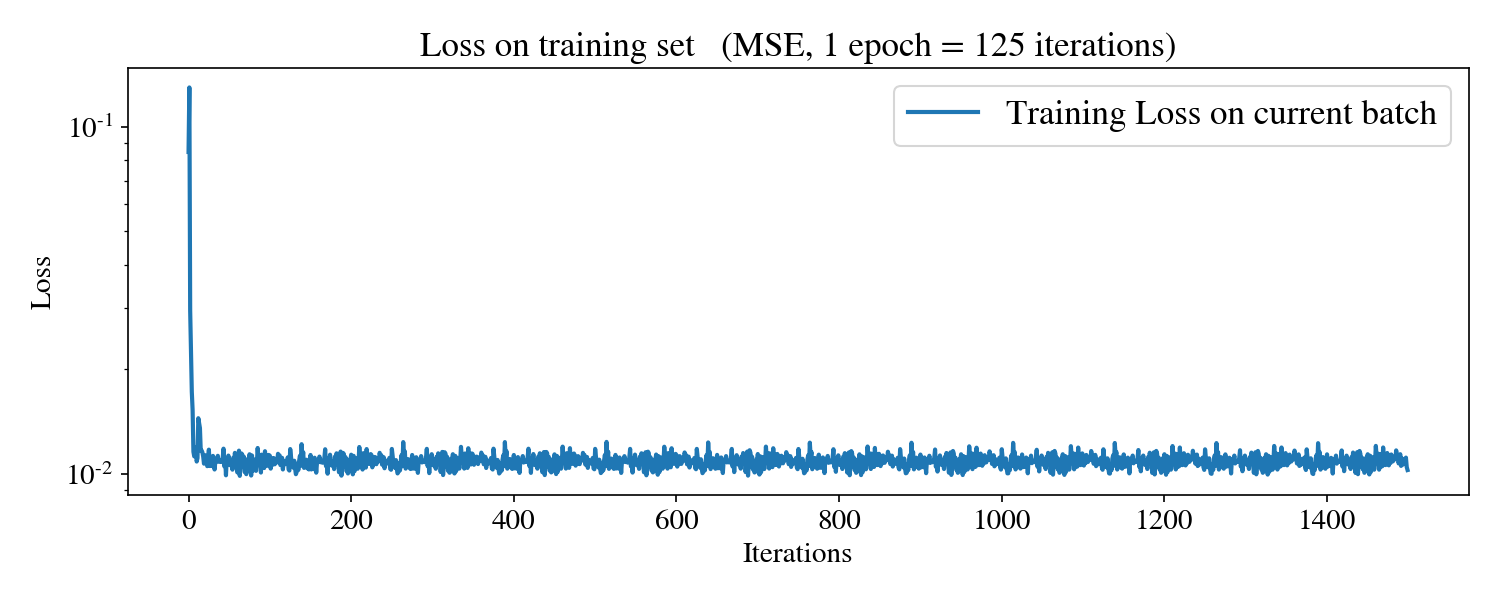 Loss on training set (MSE, 1 epoch = 125 iterations)
Training Loss on current batch
Loss
10⁻¹
10⁻²
0 200 400 600 800 1000 1200 1400
Iterations